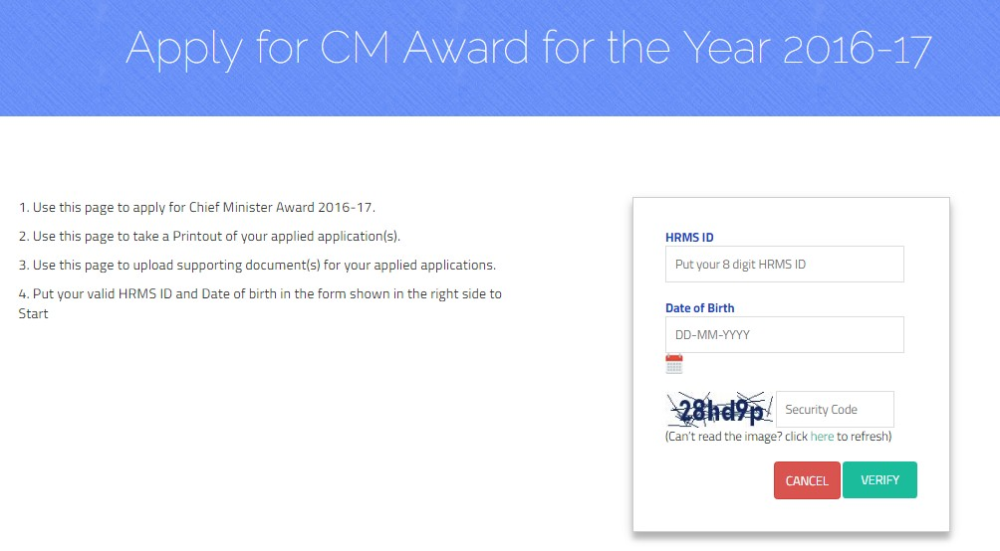 Apply for CM Award for the Year 2016-17
1. Use this page to apply for Chief Minister Award 2016-17.
2. Use this page to take a Printout of your applied application(s).
3. Use this page to upload supporting document(s) for your applied applications.
4. Put your valid HRMS ID and Date of birth in the form shown in the right side to
Start
HRMS ID
Put your 8 digit HRMS ID
Date of Birth
DD-MM-YYYY
28hd9p Security Code
(Can't read the image? click here to refresh)
CANCEL VERIFY